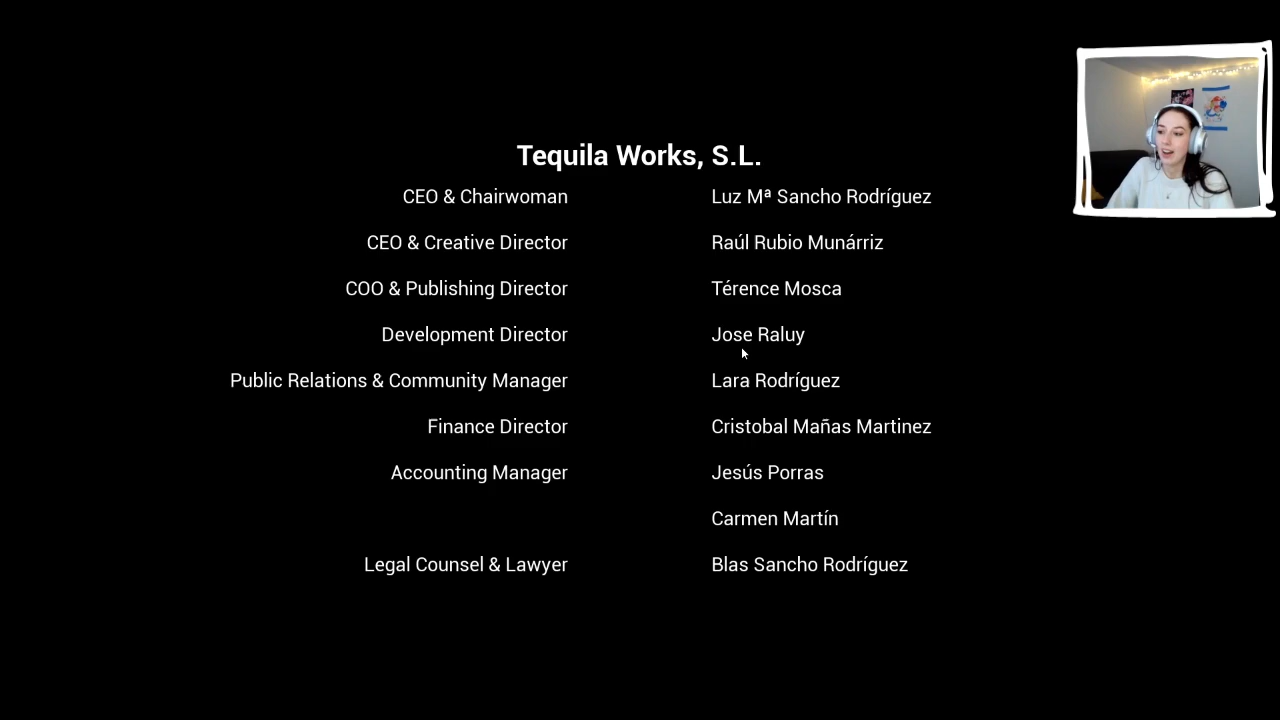 Tequila Works, S.L.
CEO & Chairwoman Luz Mª Sancho Rodríguez
CEO & Creative Director Raúl Rubio Munárriz
COO & Publishing Director Térence Mosca
Development Director Jose Raluy
Public Relations & Community Manager Lara Rodríguez
Finance Director Cristobal Mañas Martinez
Accounting Manager Jesús Porras
Carmen Martín
Legal Counsel & Lawyer Blas Sancho Rodríguez